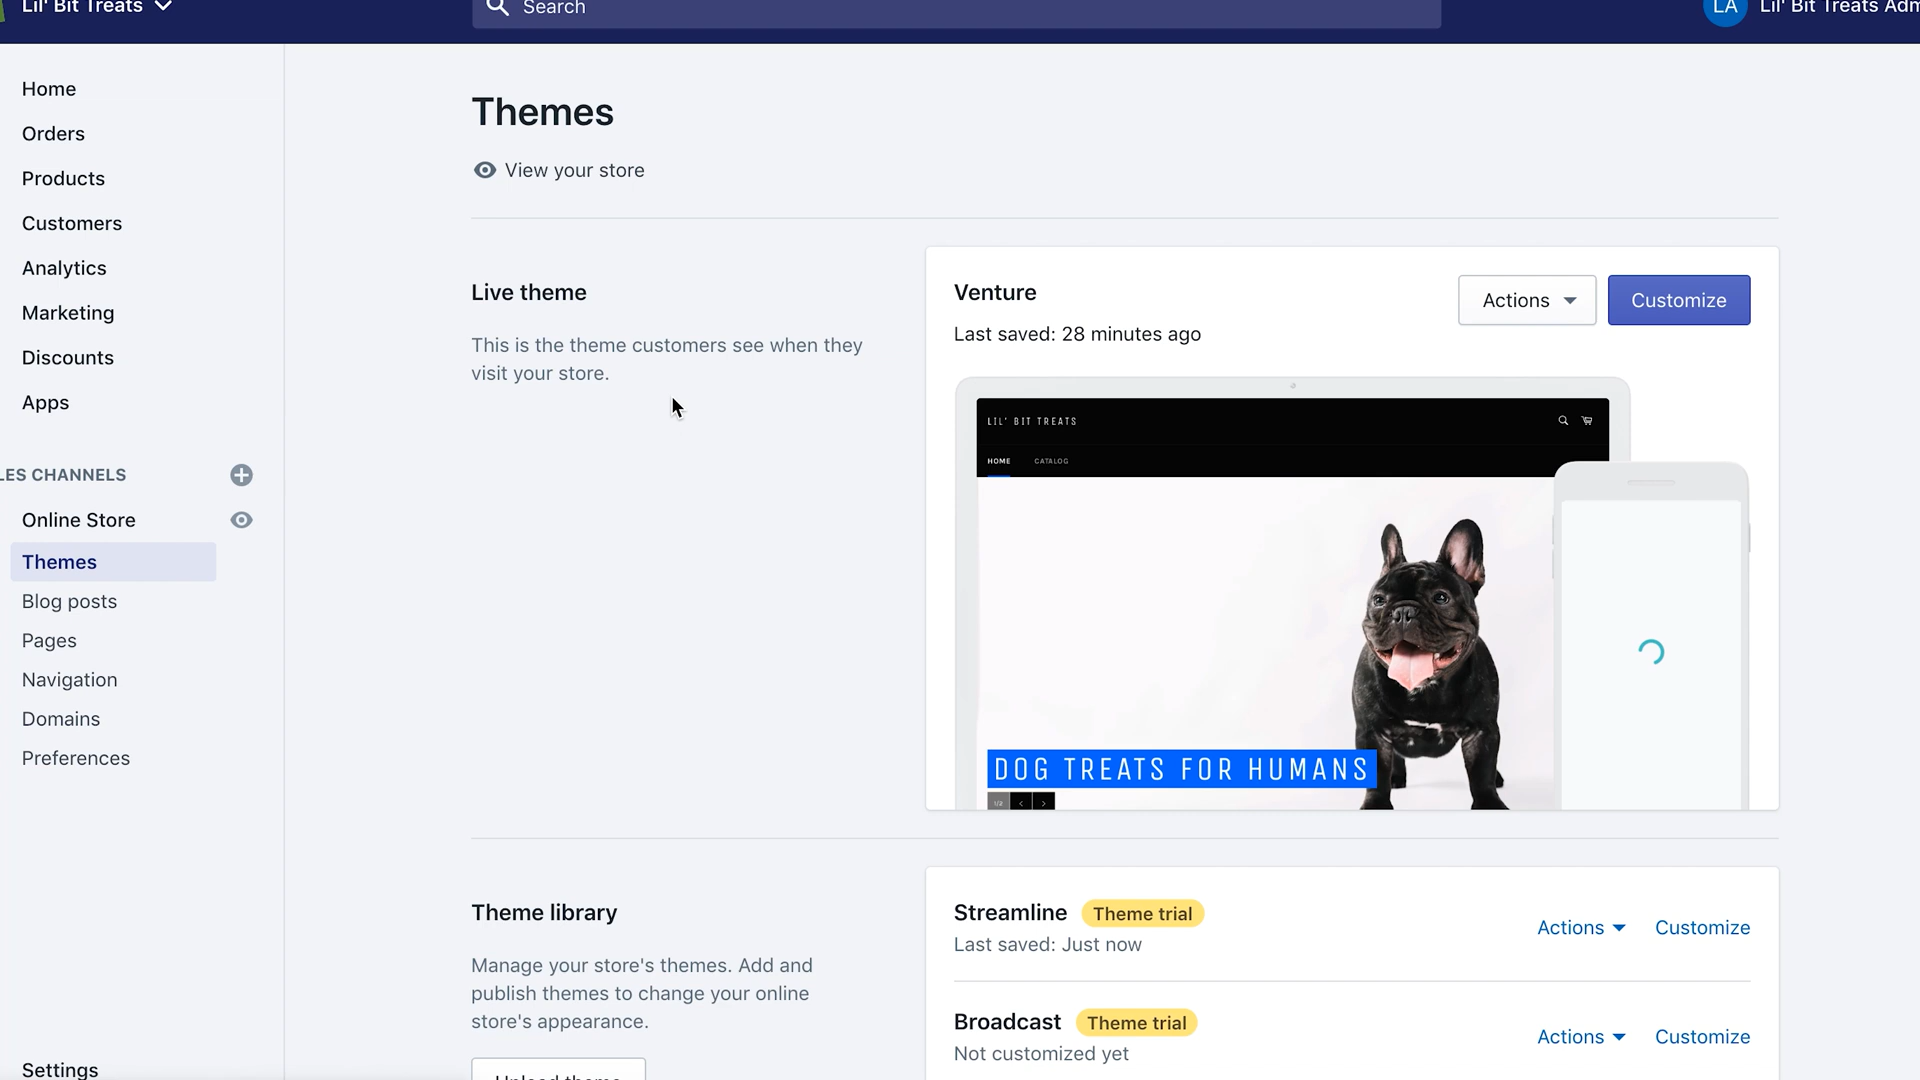 Lil' Bit Treats
Search
LA
Lil' Bit Treats Adm
Home
Orders
Products
Customers
Analytics
Marketing
Discounts
Apps
LES CHANNELS
Online Store
Themes
Blog posts
Pages
Navigation
Domains
Preferences
Settings
Themes
View your store
Live theme
This is the theme customers see when they
visit your store.
Venture
Last saved: 28 minutes ago
Actions
Customize
LIL' BIT TREATS
HOME CATALOG
DOG TREATS FOR HUMANS
1/2
Theme library
Manage your store's themes. Add and
publish themes to change your online
store's appearance.
Upload theme
Streamline Theme trial
Last saved: Just now
Actions Customize
Broadcast Theme trial
Not customized yet
Actions Customize